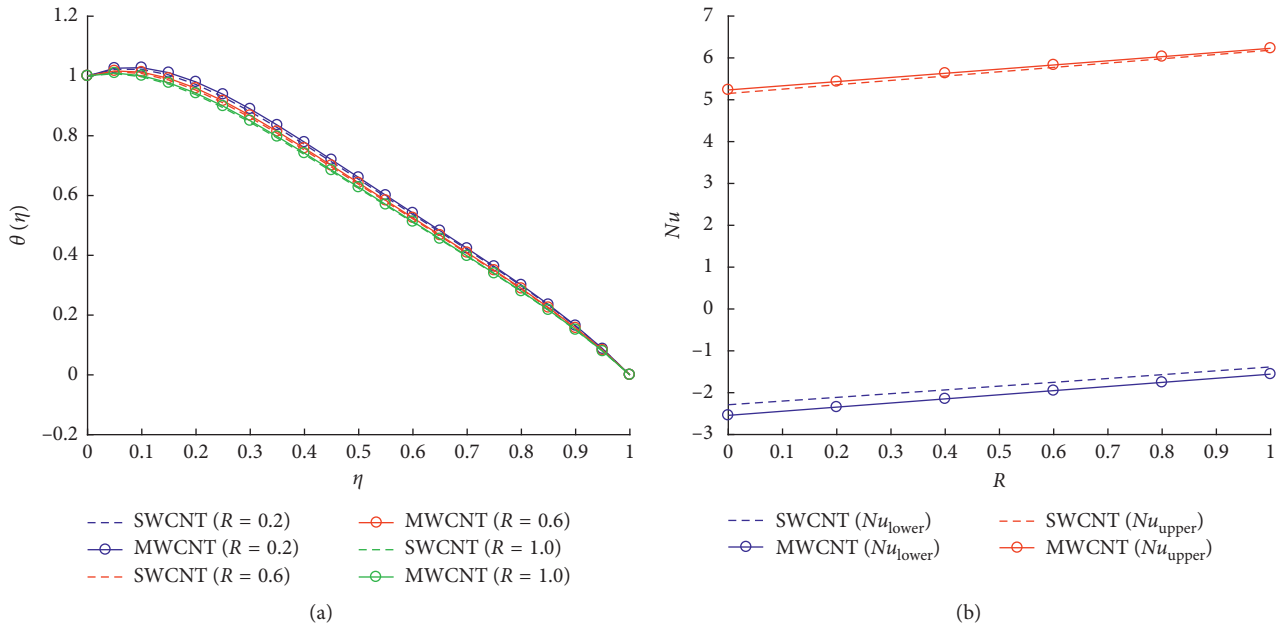 1.2
1
0.8
0.6
0.4
0.2
0
–0.2
θ (η)
0 0.1 0.2 0.3 0.4 0.5 0.6 0.7 0.8 0.9 1
η
SWCNT (R = 0.2)
MWCNT (R = 0.2)
SWCNT (R = 0.6)
MWCNT (R = 0.6)
SWCNT (R = 1.0)
MWCNT (R = 1.0)
(a)
7
6
5
4
3
2
1
0
–1
–2
–3
Nu
0 0.1 0.2 0.3 0.4 0.5 0.6 0.7 0.8 0.9 1
R
SWCNT (Nu_lower)
MWCNT (Nu_lower)
SWCNT (Nu_upper)
MWCNT (Nu_upper)
(b)